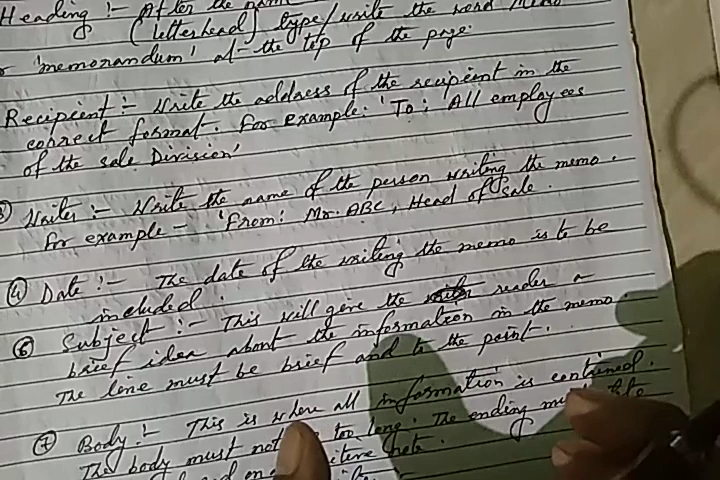 Heading :- After the name
(letterhead) type/write the word Memo
or 'memorandum' at the top of the page.
Recipient :- Write the address of the recipient in the
correct format. For Example: 'To: All employees
of the sale Division'
Writer :- Write the name of the person writing the memo.
for example - 'From: Mr. ABC, Head of Sale.
④ Date :- The date of the writing the memo is to be
included.
⑥ Subject :- This will give the reader a
brief idea about the information in the memo
The line must be brief and to the point.
⑦ Body :- This is where all information is contained.
The body must not too long. The ending